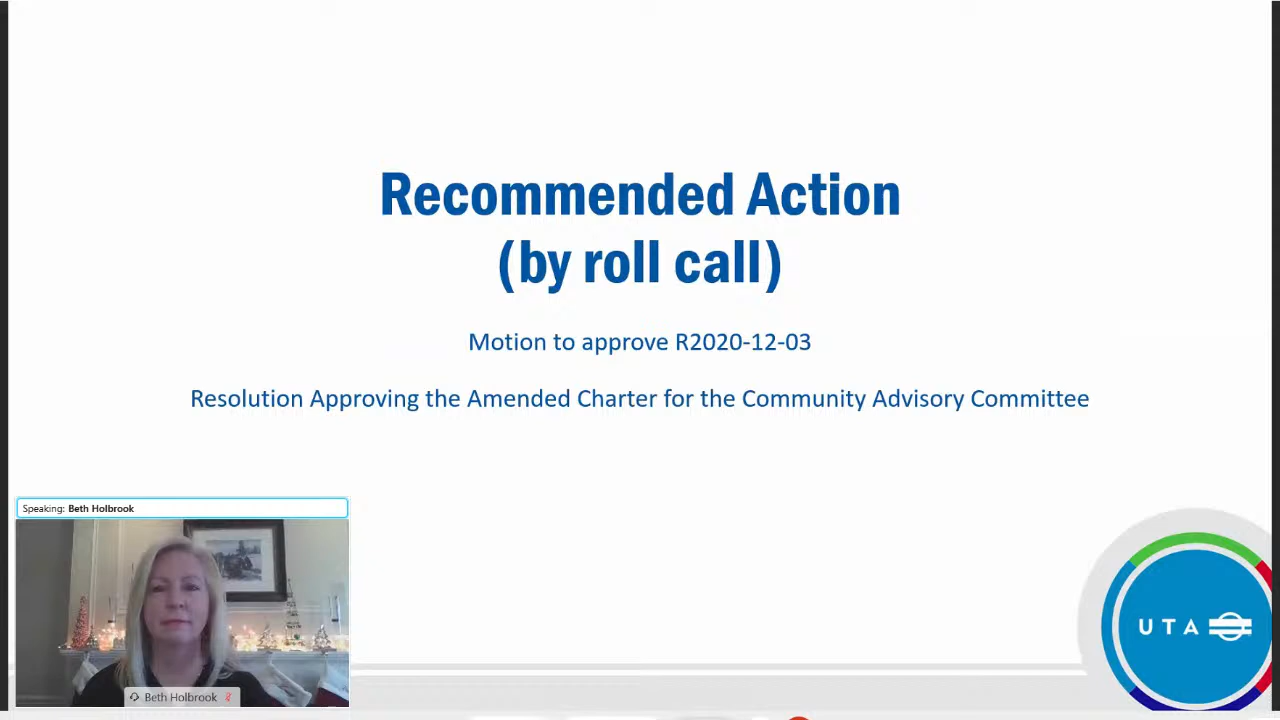 Recommended Action
(by roll call)
Motion to approve R2020-12-03
Resolution Approving the Amended Charter for the Community Advisory Committee
Speaking: Beth Holbrook
Beth Holbrook
UTA